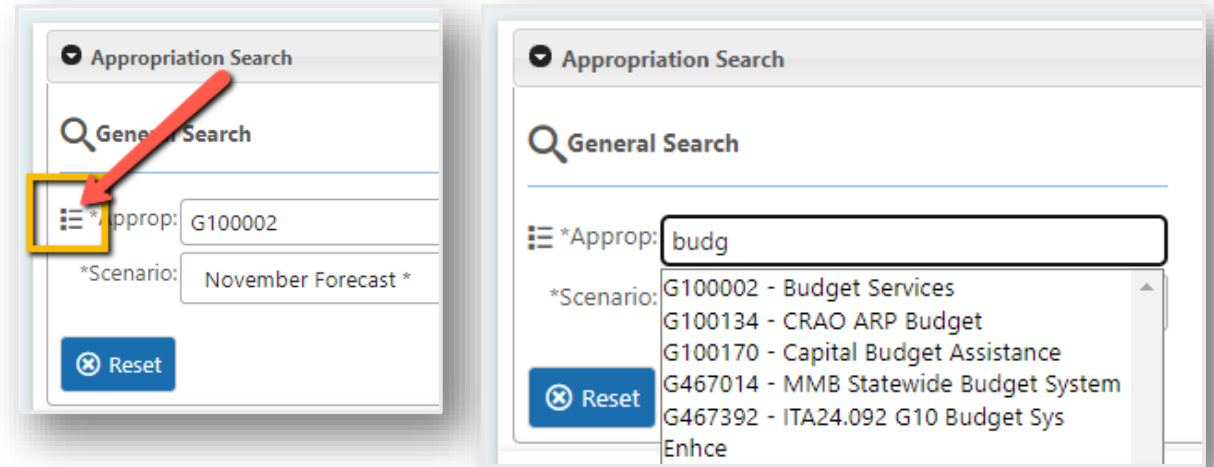 Appropriation Search
General Search
*Approp: G100002
*Scenario: November Forecast *
Reset
Appropriation Search
General Search
*Approp: budg
*Scenario:
G100002 - Budget Services
G100134 - CRAO ARP Budget
G100170 - Capital Budget Assistance
G467014 - MMB Statewide Budget System
G467392 - ITA24.092 G10 Budget Sys
Enhce
Reset